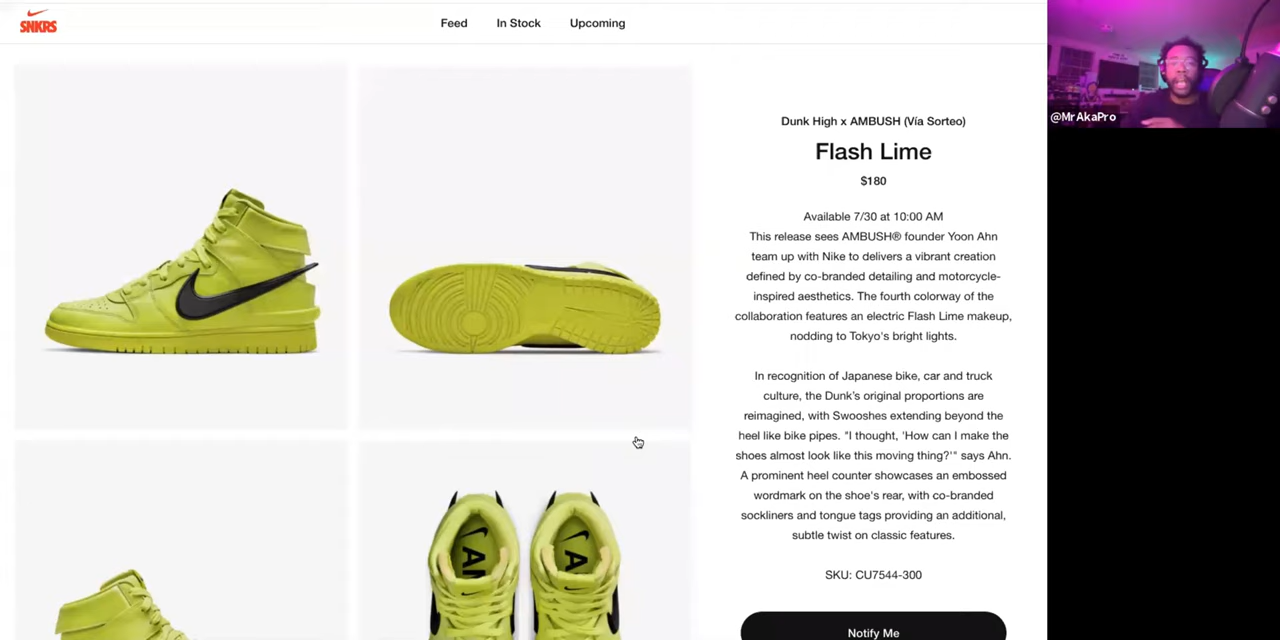 SNKRS
Feed
In Stock
Upcoming
@MrAkaPro
Dunk High x AMBUSH (Vía Sorteo)
Flash Lime
$180
Available 7/30 at 10:00 AM
This release sees AMBUSH® founder Yoon Ahn
team up with Nike to delivers a vibrant creation
defined by co-branded detailing and motorcycle-
inspired aesthetics. The fourth colorway of the
collaboration features an electric Flash Lime makeup,
nodding to Tokyo's bright lights.
In recognition of Japanese bike, car and truck
culture, the Dunk's original proportions are
reimagined, with Swooshes extending beyond the
heel like bike pipes. "I thought, 'How can I make the
shoes almost look like this moving thing?'" says Ahn.
A prominent heel counter showcases an embossed
wordmark on the shoe's rear, with co-branded
sockliners and tongue tags providing an additional,
subtle twist on classic features.
SKU: CU7544-300
Notify Me